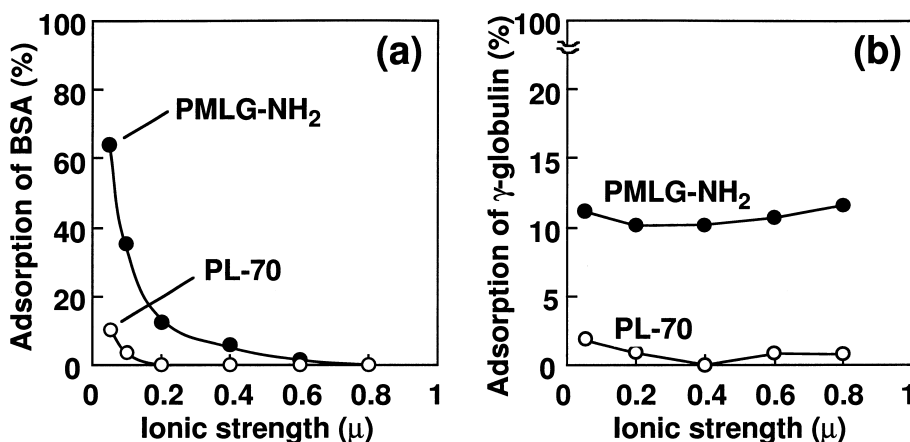 (a)
Adsorption of BSA (%)
100
80
60
40
20
0
PMLG-NH₂
PL-70
0 0.2 0.4 0.6 0.8 1
Ionic strength (μ)
(b)
Adsorption of γ-globulin (%)
100
20
15
10
5
0
PMLG-NH₂
PL-70
0 0.2 0.4 0.6 0.8 1
Ionic strength (μ)